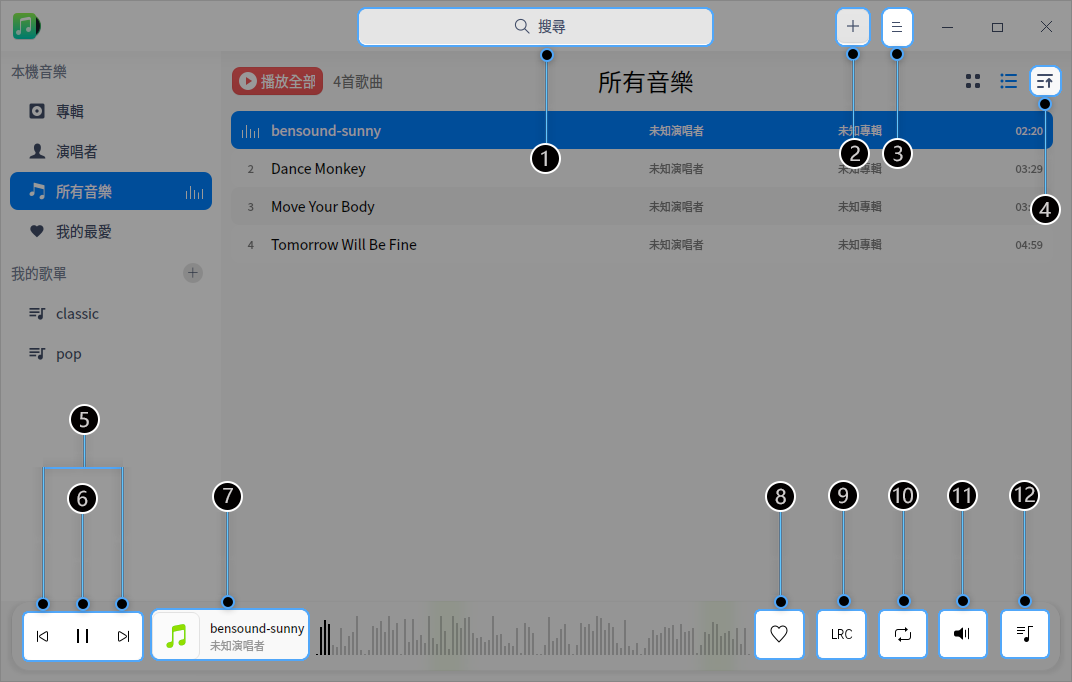 搜尋
本機音樂
專輯
演唱者
所有音樂
我的最愛
我的歌單
classic
pop
播放全部 4首歌曲
所有音樂
bensound-sunny 未知演唱者 未知專輯 02:20
2 Dance Monkey 未知演唱者 未知專輯 03:29
3 Move Your Body 未知演唱者 未知專輯 03:
4 Tomorrow Will Be Fine 未知演唱者 未知專輯 04:59
1
2
3
4
5
6
7
8
9
10
11
12
bensound-sunny
未知演唱者
LRC